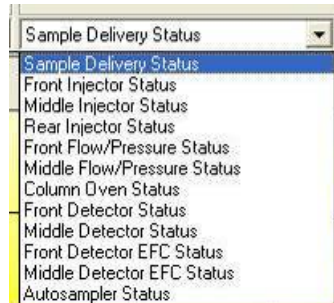 Sample Delivery Status
Sample Delivery Status
Front Injector Status
Middle Injector Status
Rear Injector Status
Front Flow/Pressure Status
Middle Flow/Pressure Status
Column Oven Status
Front Detector Status
Middle Detector Status
Front Detector EFC Status
Middle Detector EFC Status
Autosampler Status